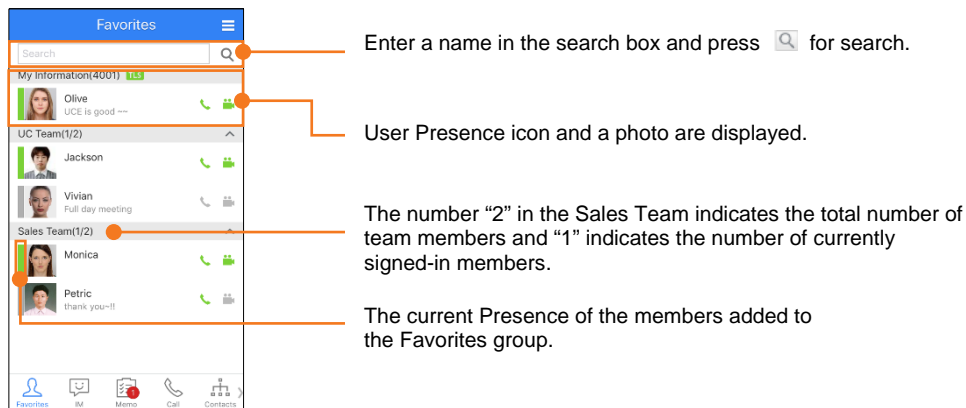 Favorites
Search
Enter a name in the search box and press for search.
My Information(4001) TLS
Olive
UCE is good ~~
User Presence icon and a photo are displayed.
UC Team(1/2)
Jackson
Vivian
Full day meeting
The number “2” in the Sales Team indicates the total number of
team members and “1” indicates the number of currently
signed-in members.
Sales Team(1/2)
Monica
Petric
thank you~!!
The current Presence of the members added to
the Favorites group.
1
Favorites IM Memo Call Contacts